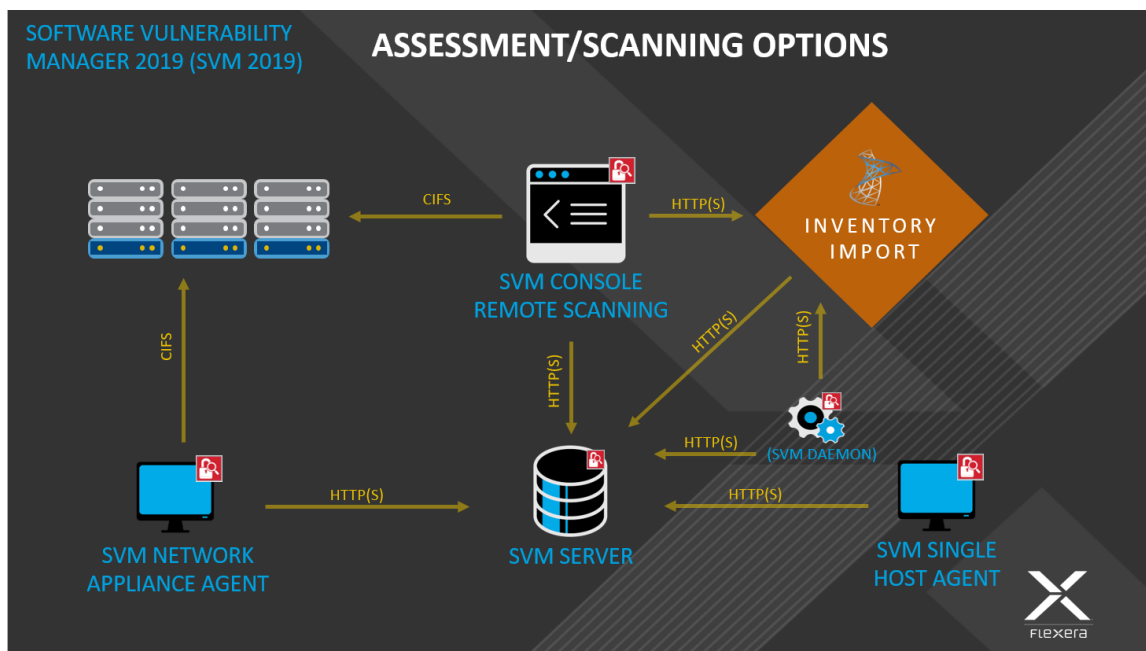 SOFTWARE VULNERABILITY
MANAGER 2019 (SVM 2019)
ASSESSMENT/SCANNING OPTIONS
CIFS
HTTP(S)
INVENTORY
IMPORT
SVM CONSOLE
REMOTE SCANNING
CIFS
HTTP(S)
HTTP(S)
HTTP(S)
HTTP(S)
(SVM DAEMON)
HTTP(S)
HTTP(S)
SVM NETWORK
APPLIANCE AGENT
SVM SERVER
SVM SINGLE
HOST AGENT
FLEXera